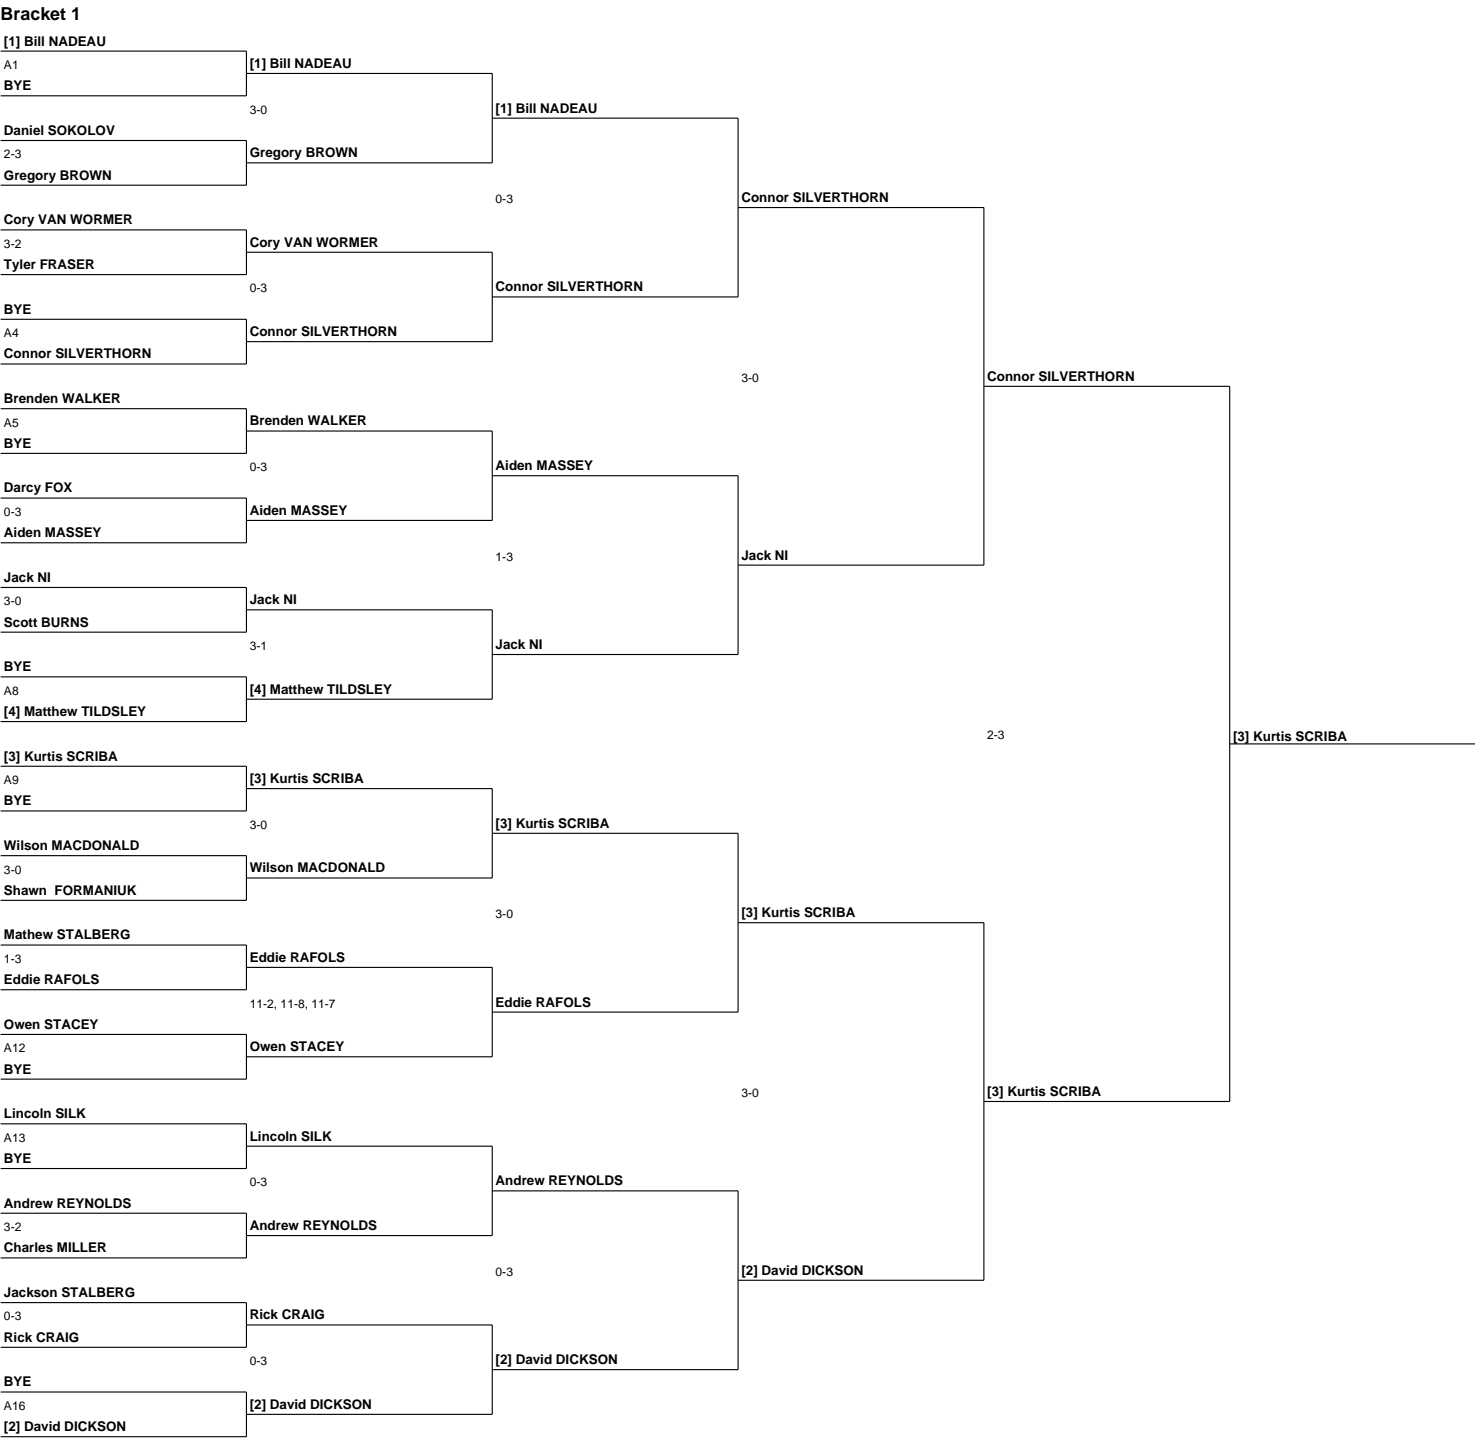 Bracket 1
[1] Bill NADEAU
A1
BYE
Daniel SOKOLOV
2-3
Gregory BROWN
Cory VAN WORMER
3-2
Tyler FRASER
BYE
A4
Connor SILVERTHORN
Brenden WALKER
A5
BYE
Darcy FOX
0-3
Aiden MASSEY
Jack NI
3-0
Scott BURNS
BYE
A8
[4] Matthew TILDSLEY
[3] Kurtis SCRIBA
A9
BYE
Wilson MACDONALD
3-0
Shawn  FORMANIUK
Mathew STALBERG
1-3
Eddie RAFOLS
Owen STACEY
A12
BYE
Lincoln SILK
A13
BYE
Andrew REYNOLDS
3-2
Charles MILLER
Jackson STALBERG
0-3
Rick CRAIG
BYE
A16
[2] David DICKSON
[1] Bill NADEAU
3-0
Gregory BROWN
Cory VAN WORMER
0-3
Connor SILVERTHORN
Brenden WALKER
0-3
Aiden MASSEY
Jack NI
3-1
[4] Matthew TILDSLEY
[3] Kurtis SCRIBA
3-0
Wilson MACDONALD
Eddie RAFOLS
11-2, 11-8, 11-7
Owen STACEY
Lincoln SILK
0-3
Andrew REYNOLDS
Rick CRAIG
0-3
[2] David DICKSON
[1] Bill NADEAU
0-3
Connor SILVERTHORN
Aiden MASSEY
1-3
Jack NI
[3] Kurtis SCRIBA
3-0
Eddie RAFOLS
Andrew REYNOLDS
0-3
[2] David DICKSON
Connor SILVERTHORN
3-0
Jack NI
[3] Kurtis SCRIBA
3-0
[2] David DICKSON
Connor SILVERTHORN
2-3
[3] Kurtis SCRIBA
[3] Kurtis SCRIBA